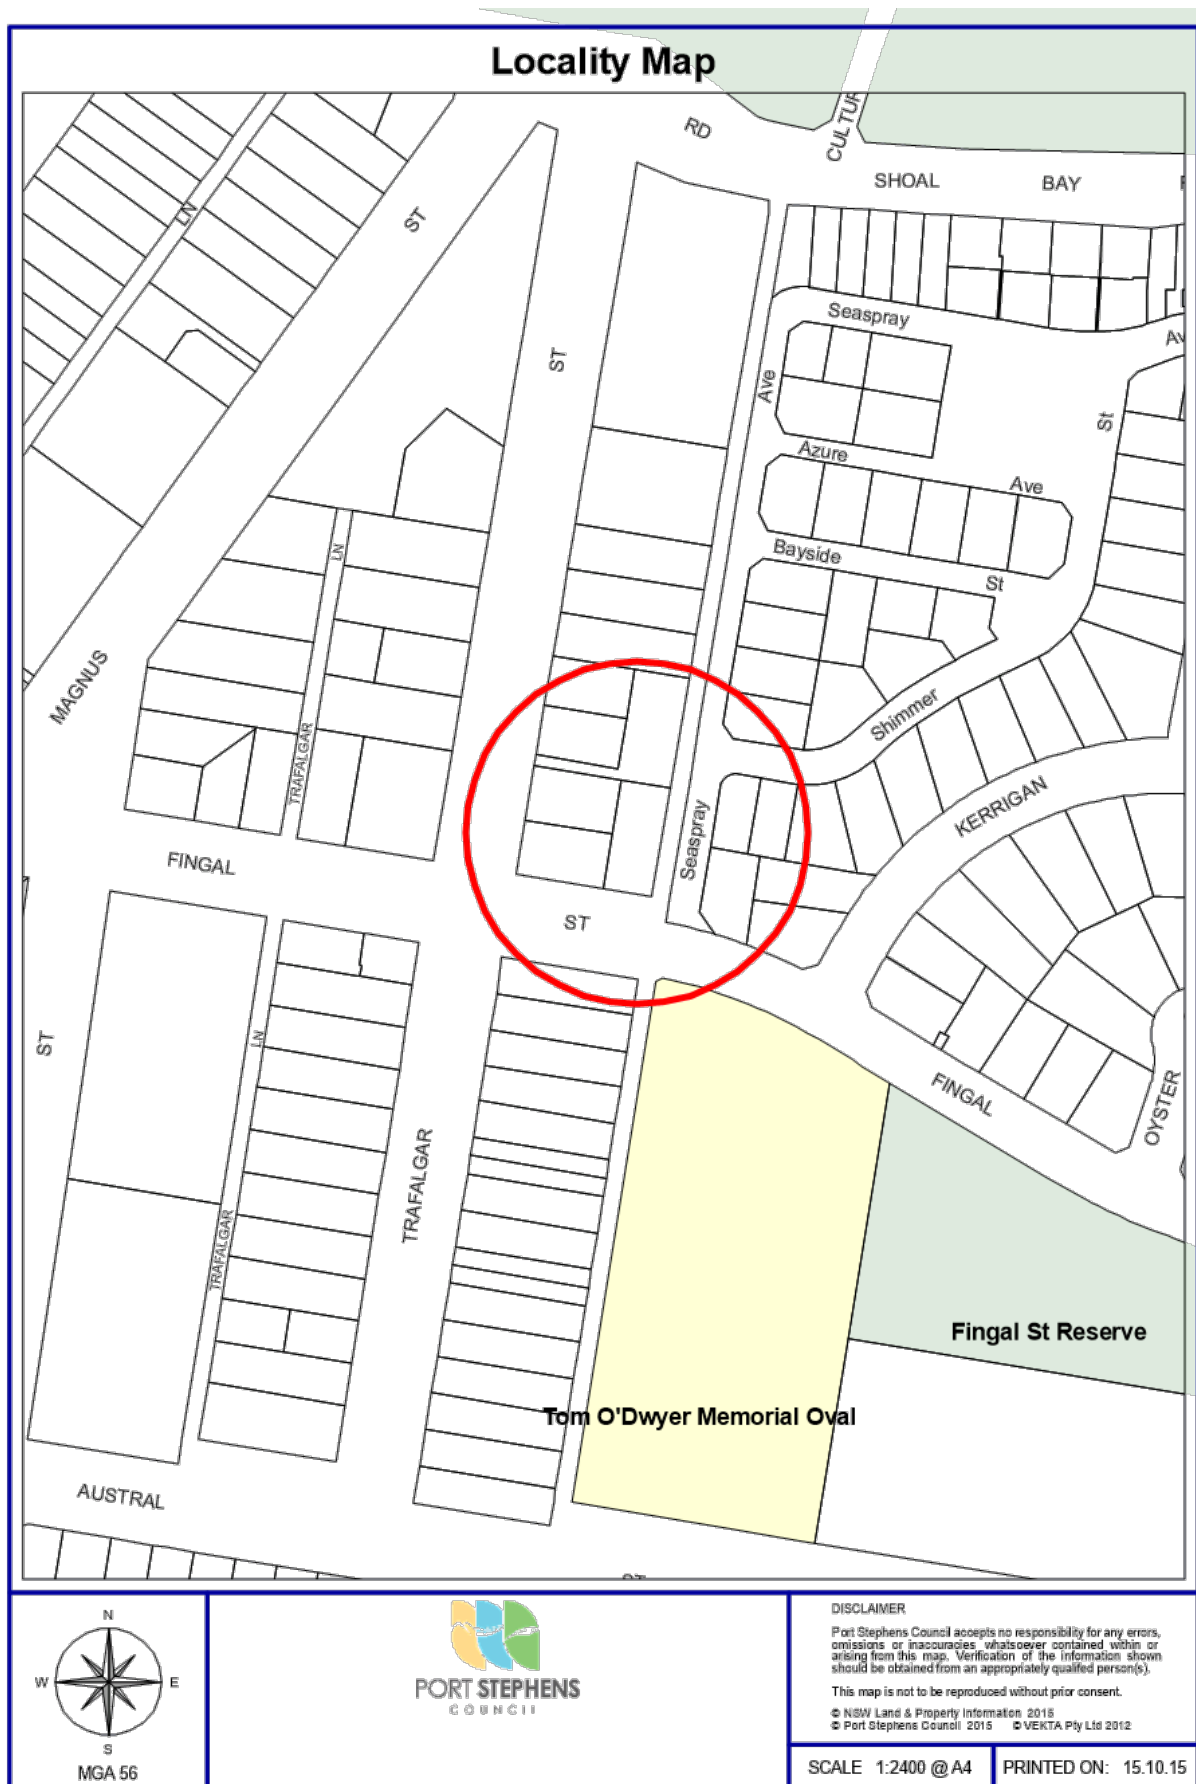 Locality Map
RD
CULTUR
SHOAL BAY
LN
ST
Seaspray
Av
ST
Ave
St
Azure
Ave
LN
Bayside
St
MAGNUS
Shimmer
TRAFALGAR
KERRIGAN
Seaspray
FINGAL
ST
ST
LN
FINGAL
OYSTER
TRAFALGAR
TRAFALGAR
Fingal St Reserve
Tom O'Dwyer Memorial Oval
AUSTRAL
N
W E
S
MGA 56
PORT STEPHENS
COUNCIL
DISCLAIMER
Port Stephens Council accepts no responsibility for any errors,
omissions or inaccuracies whatsoever contained within or
arising from this map. Verification of the information shown
should be obtained from an appropriately qualified person(s).
This map is not to be reproduced without prior consent.
© NSW Land & Property Information 2015
© Port Stephens Council 2015 © VEKTA Pty Ltd 2012
SCALE 1:2400 @ A4
PRINTED ON: 15.10.15